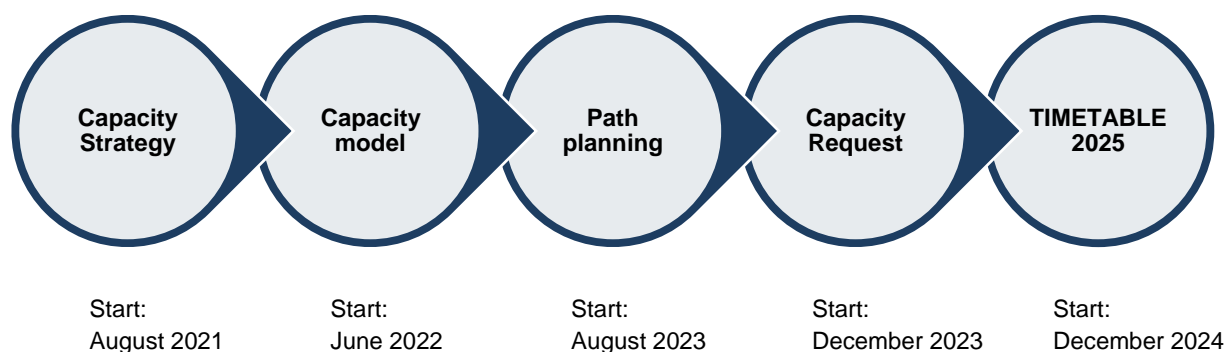 Capacity
Strategy
Capacity
model
Path
planning
Capacity
Request
TIMETABLE
2025
Start:
August 2021
Start:
June 2022
Start:
August 2023
Start:
December 2023
Start:
December 2024